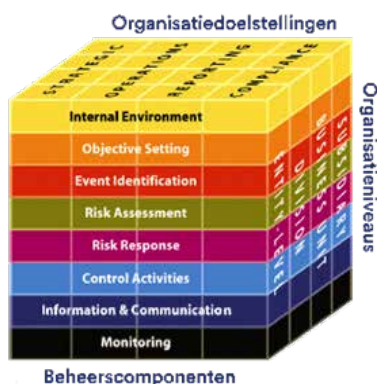 Organisatiedoelstellingen
STRATEGIC
OPERATIONS
REPORTING
COMPLIANCE
Internal Environment
Objective Setting
Event Identification
Risk Assessment
Risk Response
Control Activities
Information & Communication
Monitoring
ENTITY-LEVEL
DIVISION
BUSINESS UNIT
SUBSIDIARY
Organisatieniveaus
Beheerscomponenten